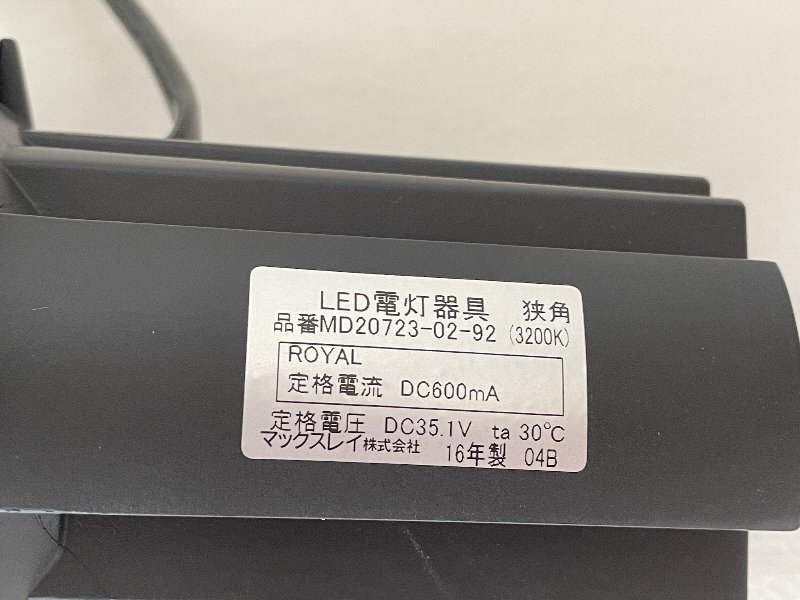 LED電灯器具 狭角
品番MD20723-02-92 (3200K)
ROYAL
定格電流 DC600mA
定格電圧 DC35.1V ta 30℃
マックスレイ株式会社 16年製 04B